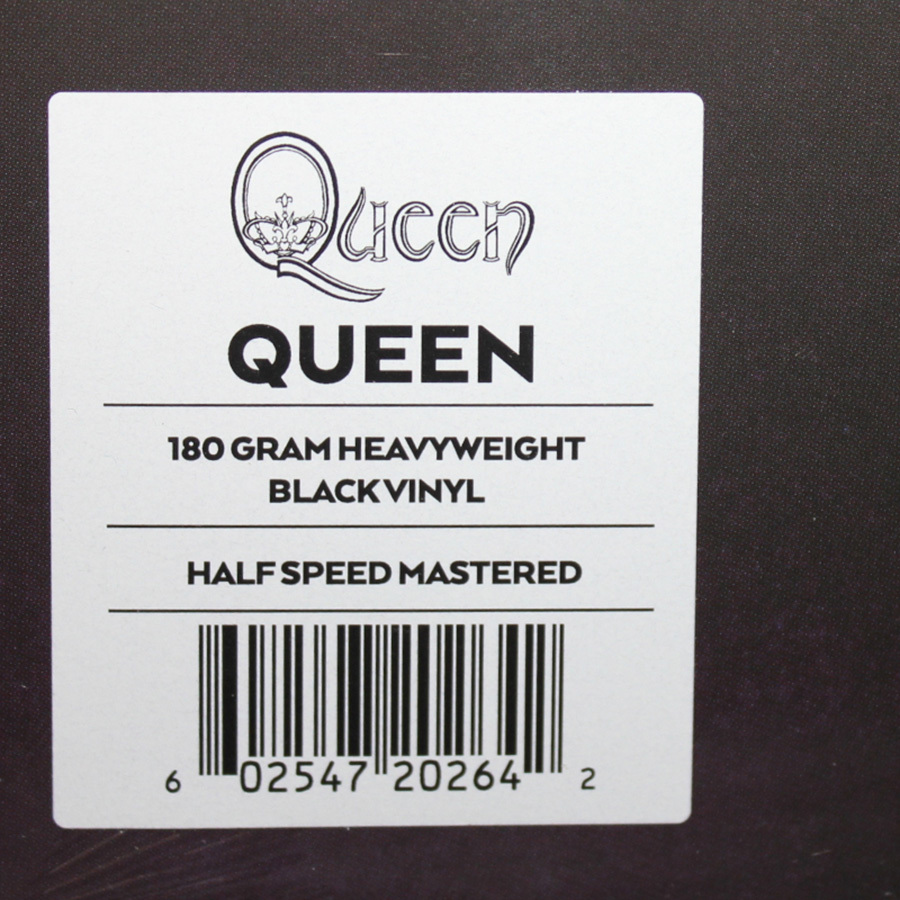 Queen
QUEEN
180 GRAM HEAVYWEIGHT
BLACK VINYL
HALF SPEED MASTERED
6 02547 20264 2